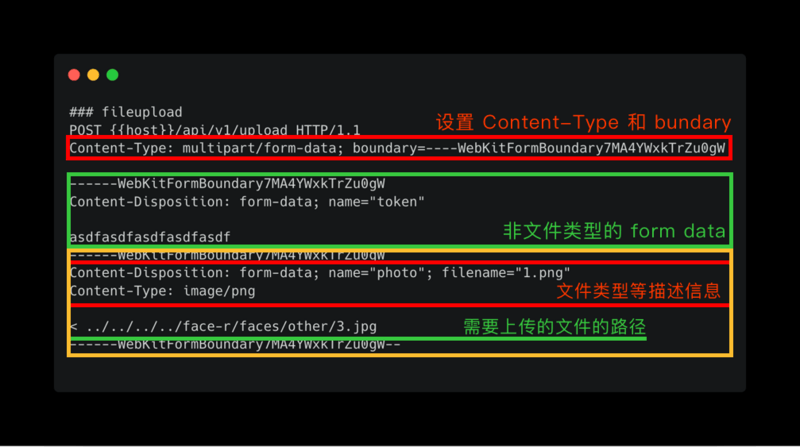 ### fileupload
POST {{host}}/api/v1/upload HTTP/1.1
设置 Content-Type 和 bundary
Content-Type: multipart/form-data; boundary=----WebKitFormBoundary7MA4YWxkTrZu0gW
------WebKitFormBoundary7MA4YWxkTrZu0gW
Content-Disposition: form-data; name="token"
asdfasdfasdfasdfasdf
非文件类型的 form data
------WebKitFormBoundary7MA4YWxkTrZu0gW
Content-Disposition: form-data; name="photo"; filename="1.png"
Content-Type: image/png
文件类型等描述信息
< ../../../../face-r/faces/other/3.jpg
需要上传的文件的路径
------WebKitFormBoundary7MA4YWxkTrZu0gW--